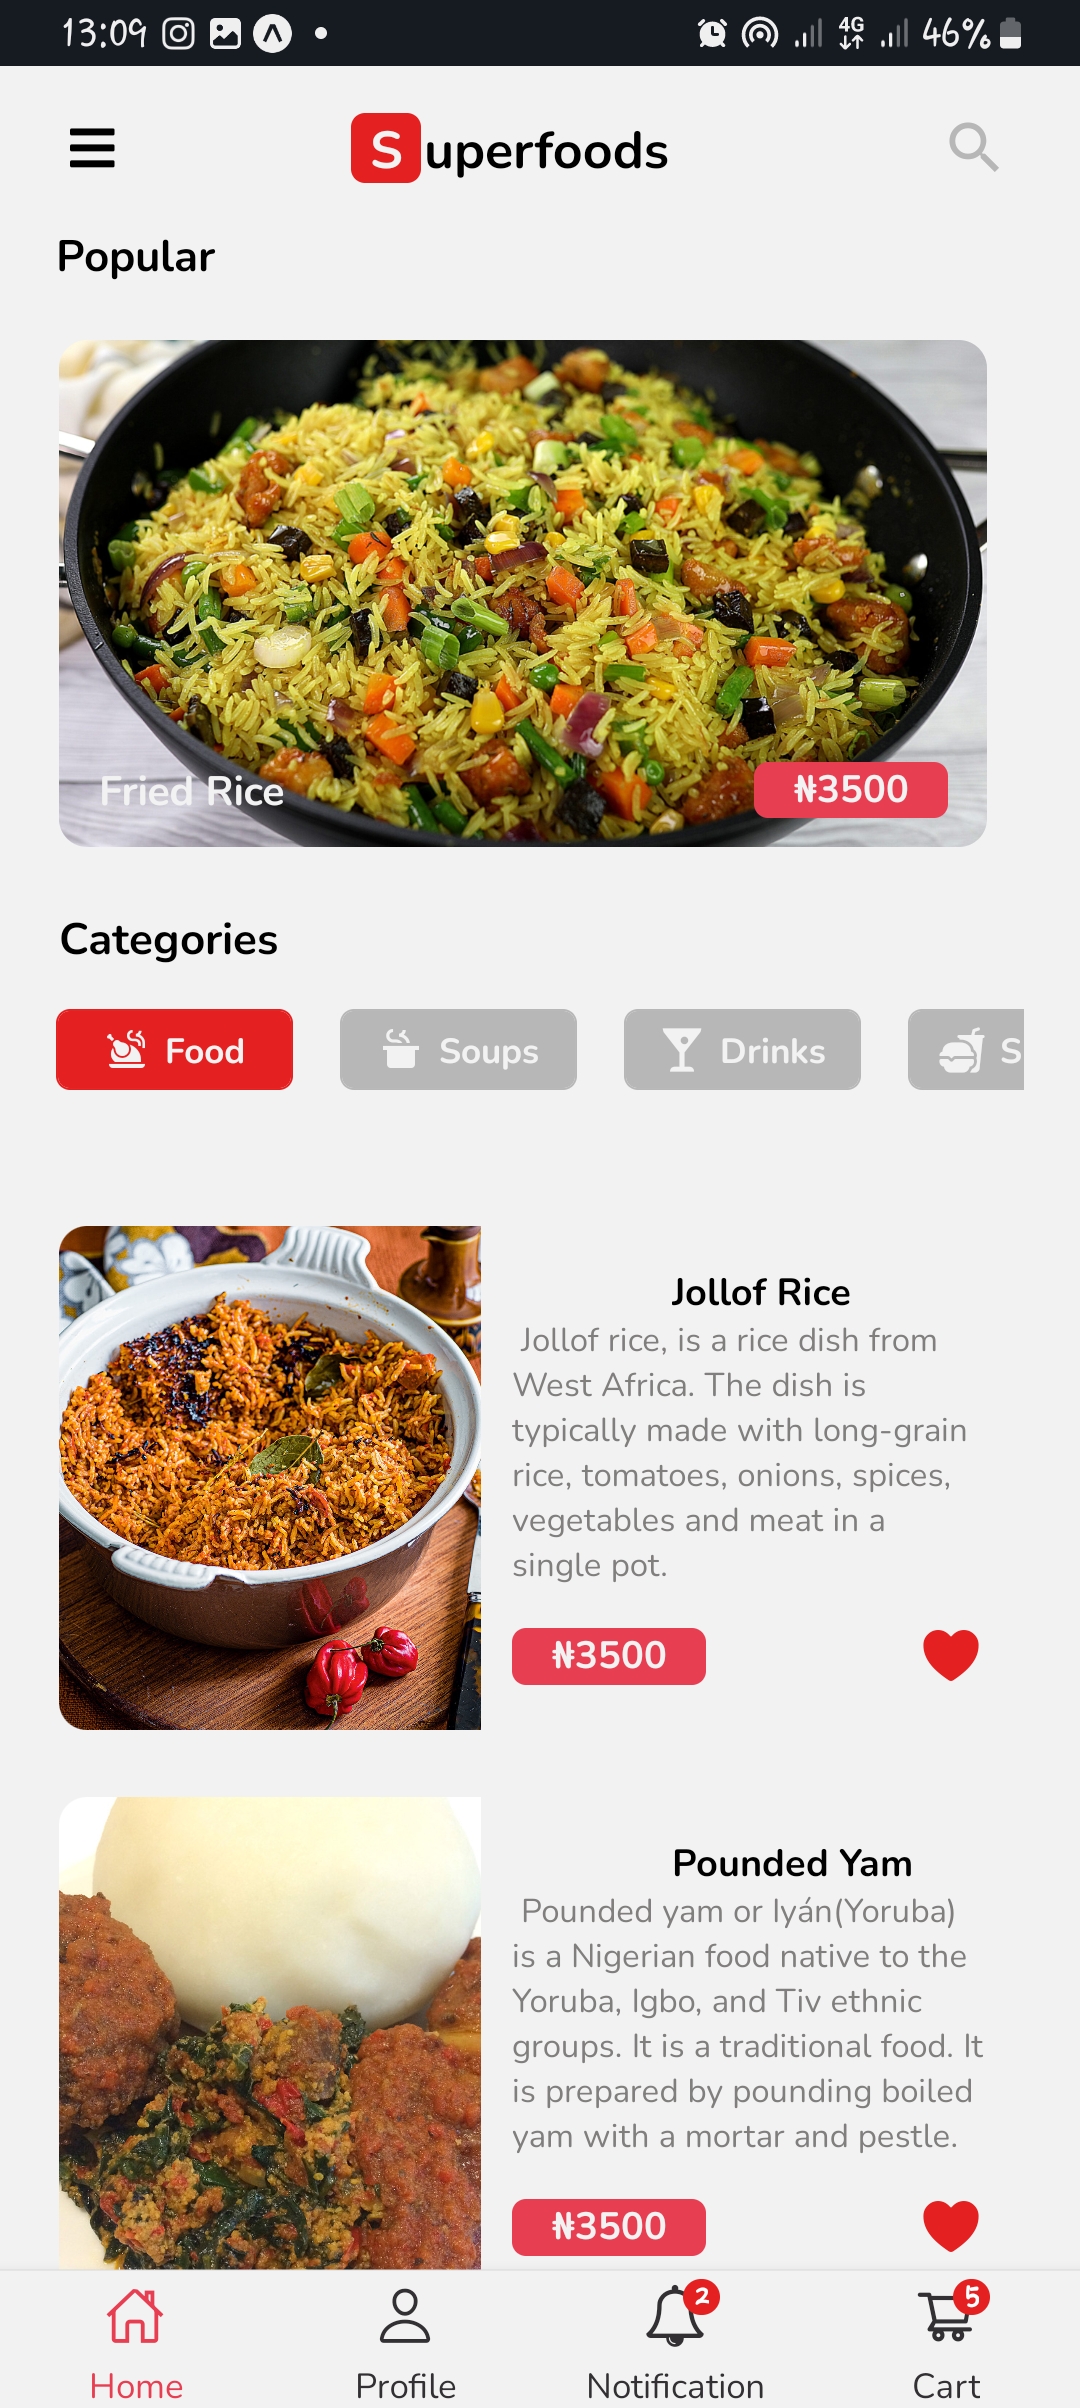 13:09
4G
46%
Superfoods
Popular
Fried Rice
₦3500
Categories
Food
Soups
Drinks
S
Jollof Rice
Jollof rice, is a rice dish from
West Africa. The dish is
typically made with long-grain
rice, tomatoes, onions, spices,
vegetables and meat in a
single pot.
₦3500
Pounded Yam
Pounded yam or Iyán(Yoruba)
is a Nigerian food native to the
Yoruba, Igbo, and Tiv ethnic
groups. It is a traditional food. It
is prepared by pounding boiled
yam with a mortar and pestle.
₦3500
2
5
Home
Profile
Notification
Cart